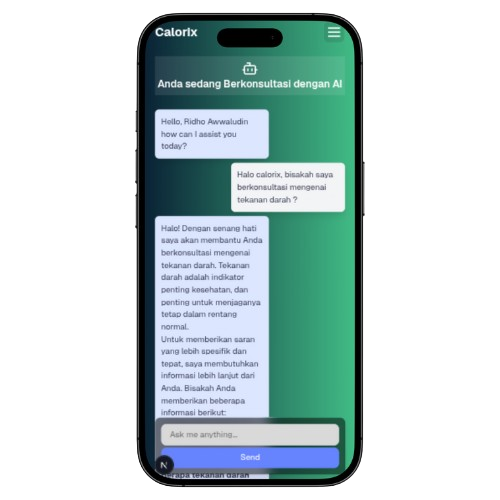 Calorix
Anda sedang Berkonsultasi dengan AI
Hello, Ridho Awwaludin
how can I assist you
today?
Halo calorix, bisakah saya
berkonsultasi mengenai
tekanan darah ?
Halo! Dengan senang hati
saya akan membantu Anda
berkonsultasi mengenai
tekanan darah. Tekanan
darah adalah indikator
penting kesehatan, dan
penting untuk menjaganya
tetap dalam rentang
normal.
Untuk memberikan saran
yang lebih spesifik dan
tepat, saya membutuhkan
informasi lebih lanjut dari
Anda. Bisakah Anda
memberikan beberapa
informasi berikut:
Ask me anything...
Send
N
tekanan darah